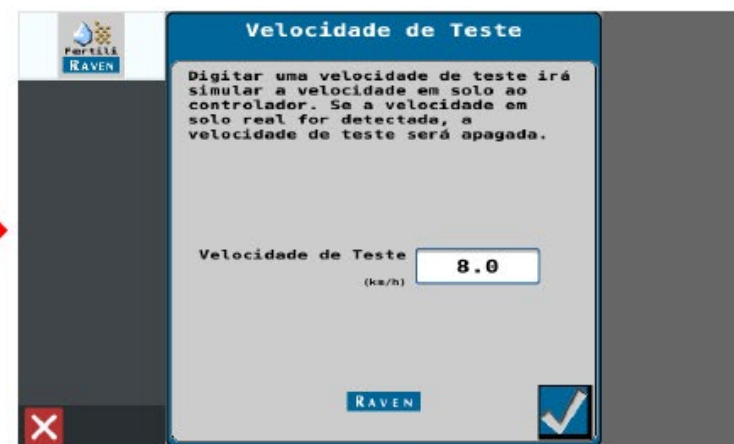 Fertili
RAVEN
Velocidade de Teste
Digitar uma velocidade de teste irá
simular a velocidade em solo ao
controlador. Se a velocidade em
solo real for detectada, a
velocidade de teste será apagada.
Velocidade de Teste
8.0
(km/h)
RAVEN